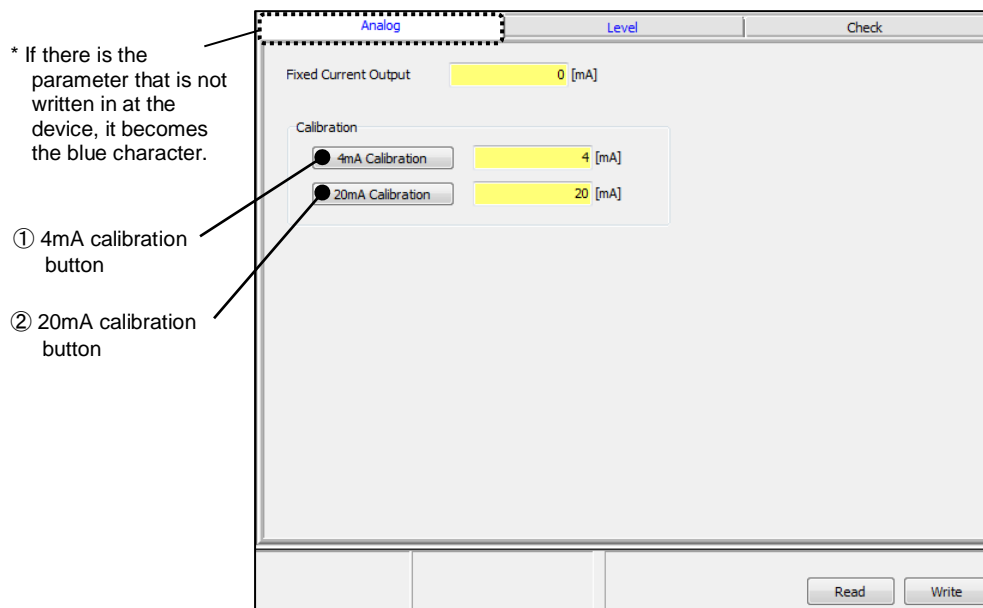 * If there is the
parameter that is not
written in at the
device, it becomes
the blue character.
① 4mA calibration
button
② 20mA calibration
button
Analog Level Check
Fixed Current Output 0 [mA]
Calibration
4mA Calibration 4 [mA]
20mA Calibration 20 [mA]
Read Write